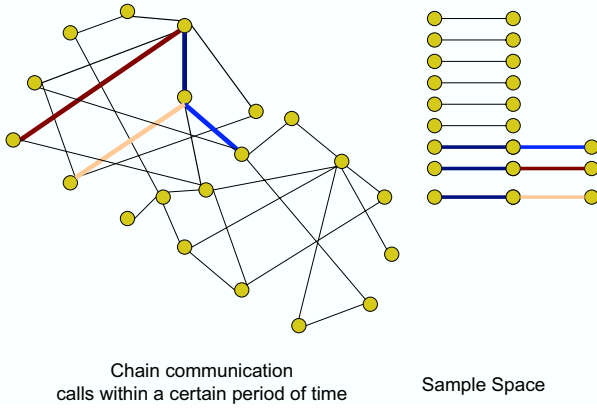 Chain communication
calls within a certain period of time
Sample Space